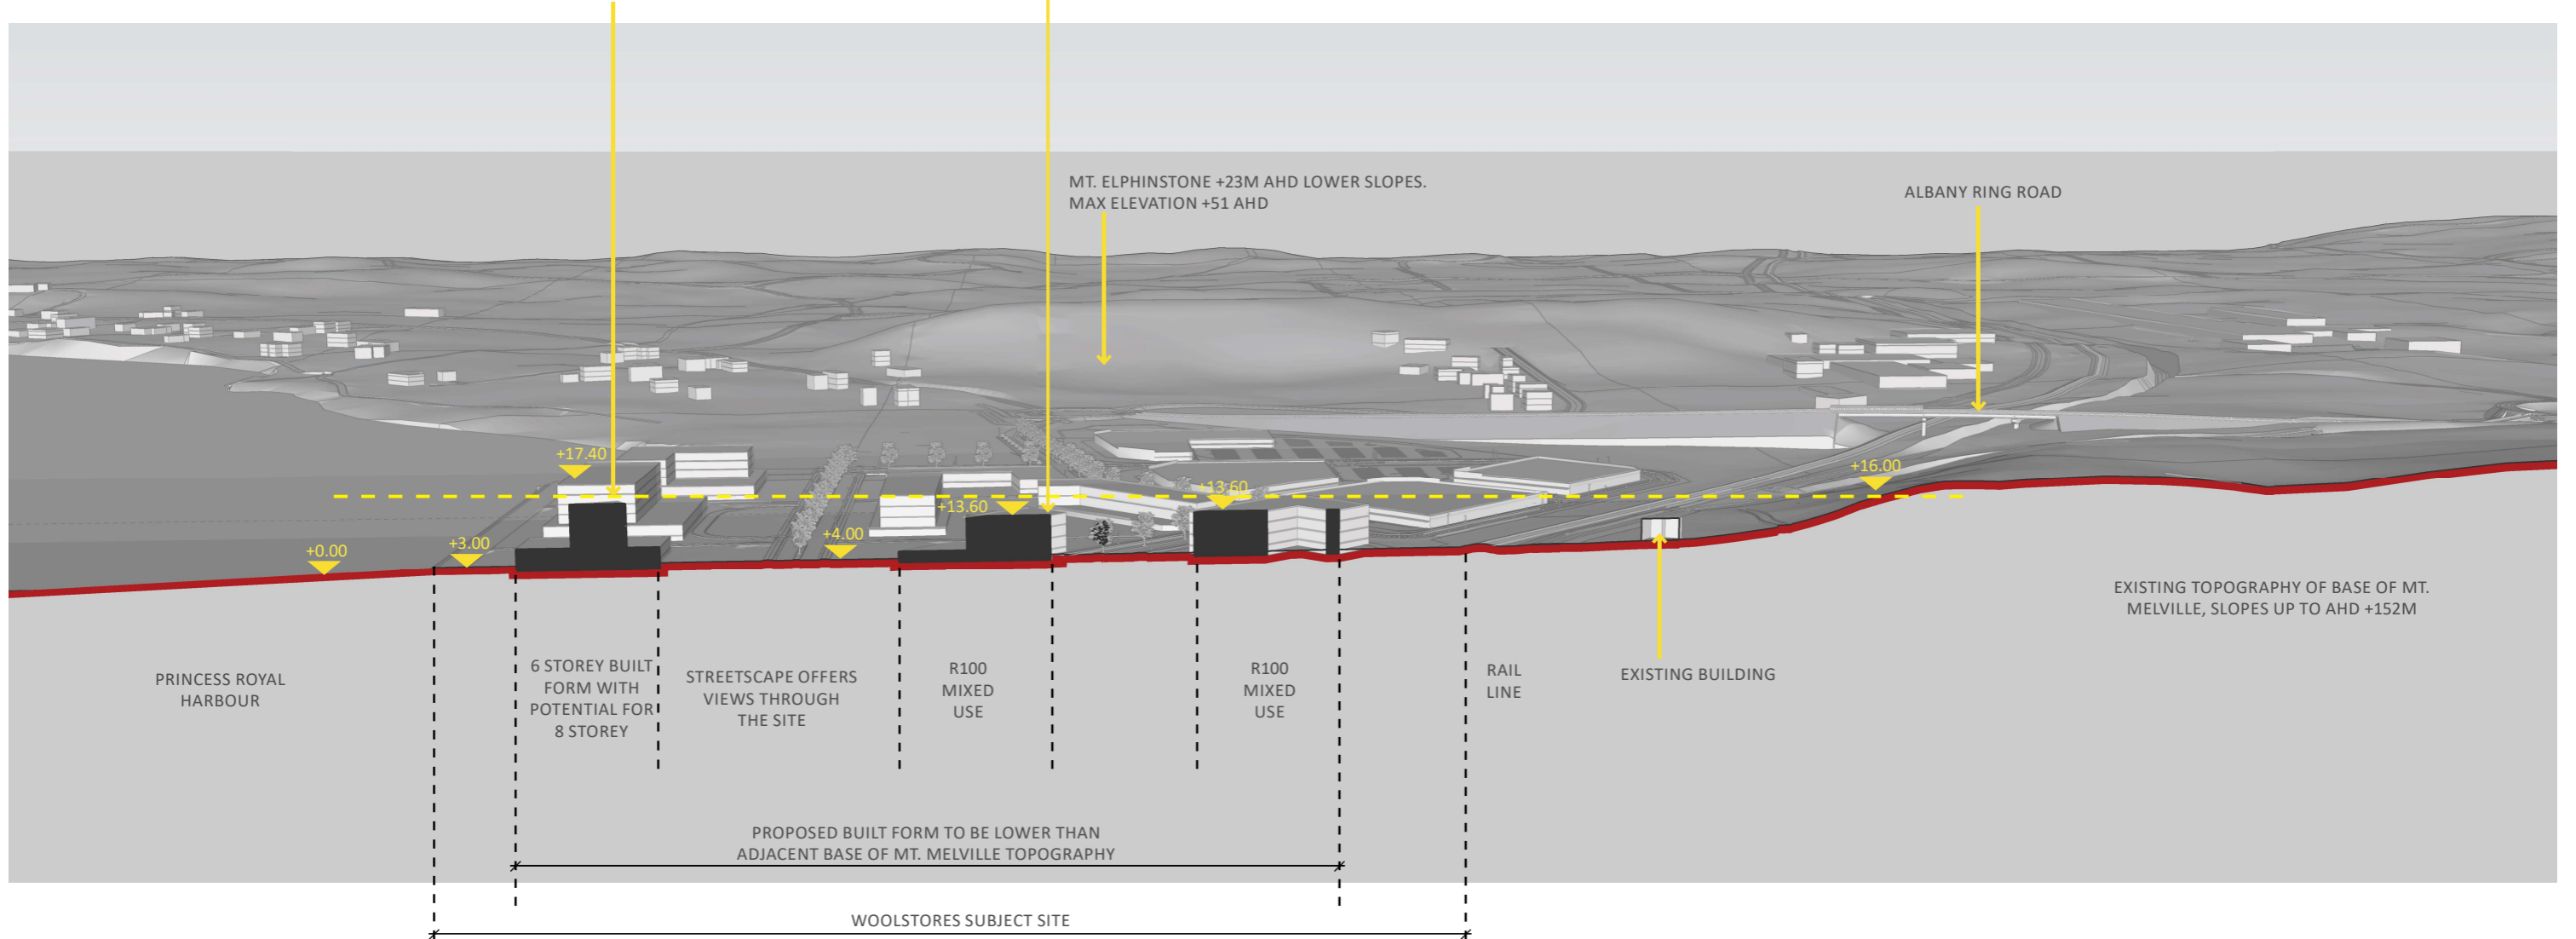 MT. ELPHINSTONE +23M AHD LOWER SLOPES.
MAX ELEVATION +51 AHD
ALBANY RING ROAD
+17.40
+16.00
+13.60
+13.60
+4.00
+3.00
+0.00
EXISTING TOPOGRAPHY OF BASE OF MT.
MELVILLE, SLOPES UP TO AHD +152M
PRINCESS ROYAL
HARBOUR
6 STOREY BUILT
FORM WITH
POTENTIAL FOR
8 STOREY
STREETSCAPE OFFERS
VIEWS THROUGH
THE SITE
R100
MIXED
USE
R100
MIXED
USE
RAIL
LINE
EXISTING BUILDING
PROPOSED BUILT FORM TO BE LOWER THAN
ADJACENT BASE OF MT. MELVILLE TOPOGRAPHY
WOOLSTORES SUBJECT SITE